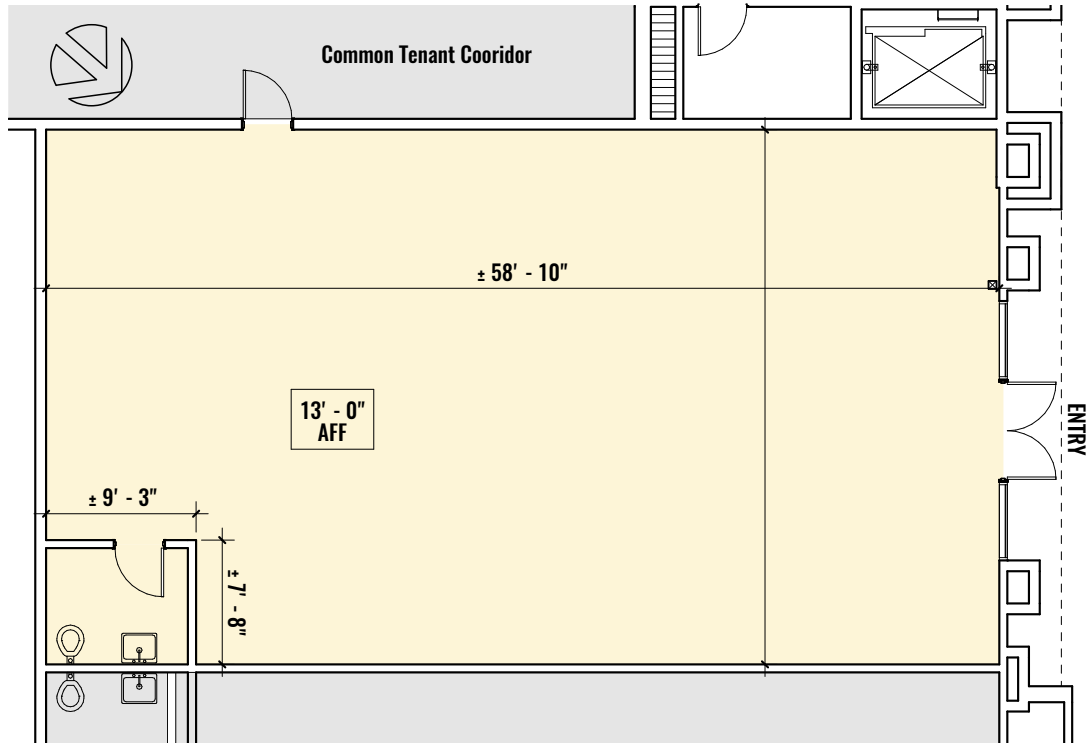 Common Tenant Cooridor
± 58' - 10"
13' - 0"
AFF
ENTRY
± 9' - 3"
± 7' - 8"